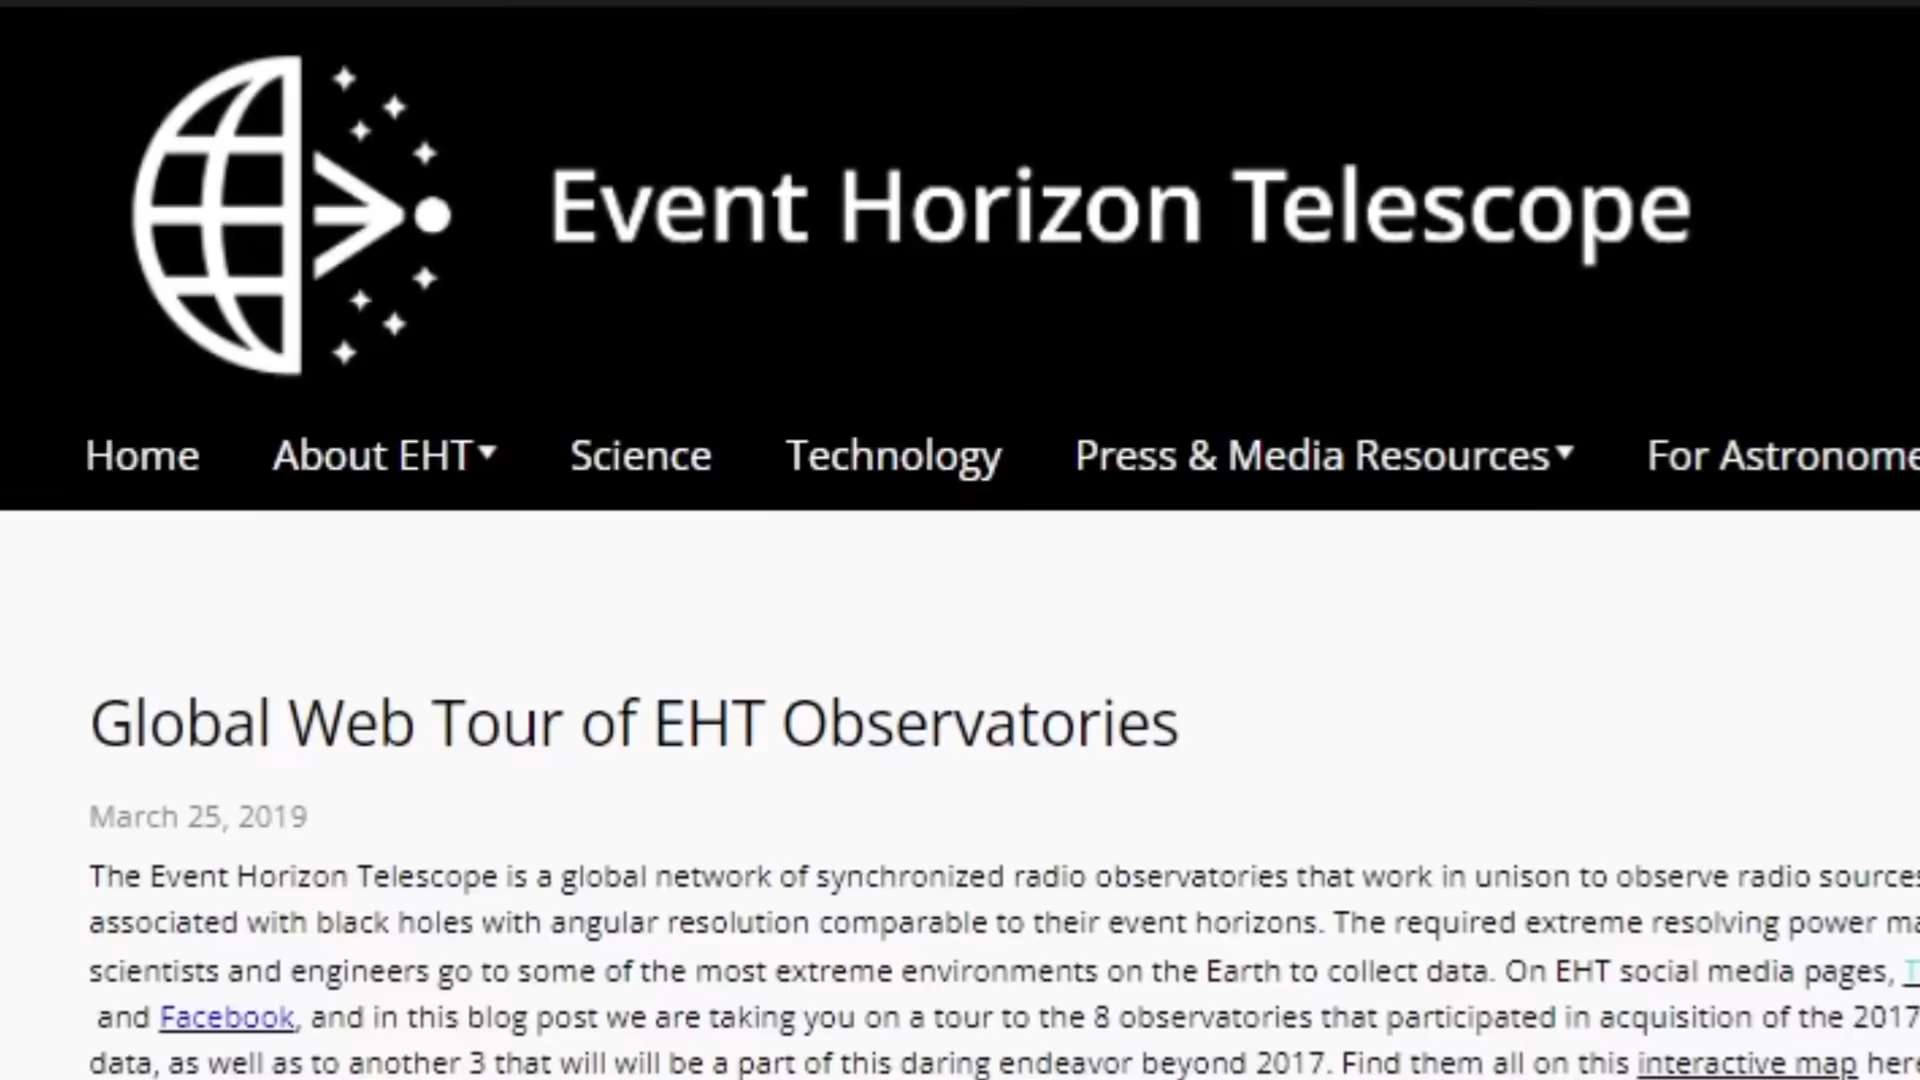 Event Horizon Telescope
Home About EHT Science Technology Press & Media Resources For Astronome
Global Web Tour of EHT Observatories
March 25, 2019
The Event Horizon Telescope is a global network of synchronized radio observatories that work in unison to observe radio sources
associated with black holes with angular resolution comparable to their event horizons. The required extreme resolving power ma
scientists and engineers go to some of the most extreme environments on the Earth to collect data. On EHT social media pages, T
and Facebook, and in this blog post we are taking you on a tour to the 8 observatories that participated in acquisition of the 2017
data, as well as to another 3 that will will be a part of this daring endeavor beyond 2017. Find them all on this interactive map here